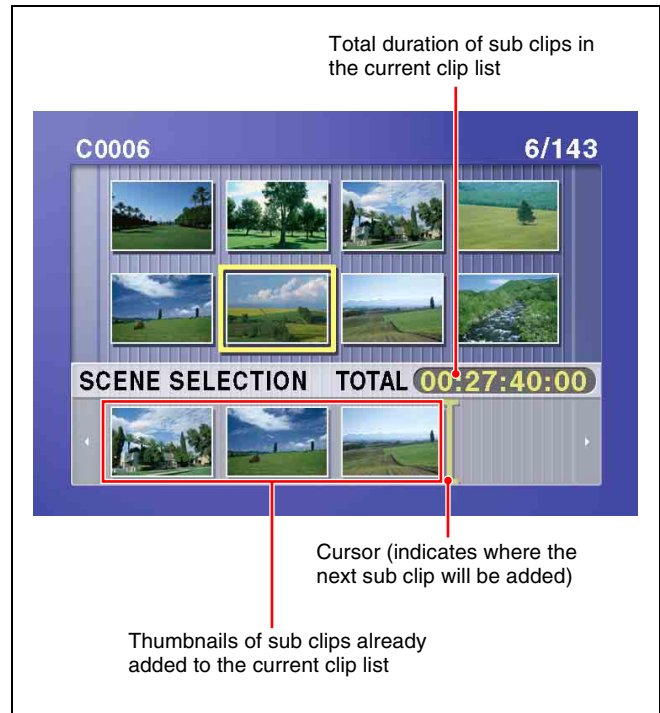 Total duration of sub clips in
the current clip list
C0006 6/143
SCENE SELECTION TOTAL 00:27:40:00
Cursor (indicates where the
next sub clip will be added)
Thumbnails of sub clips already
added to the current clip list